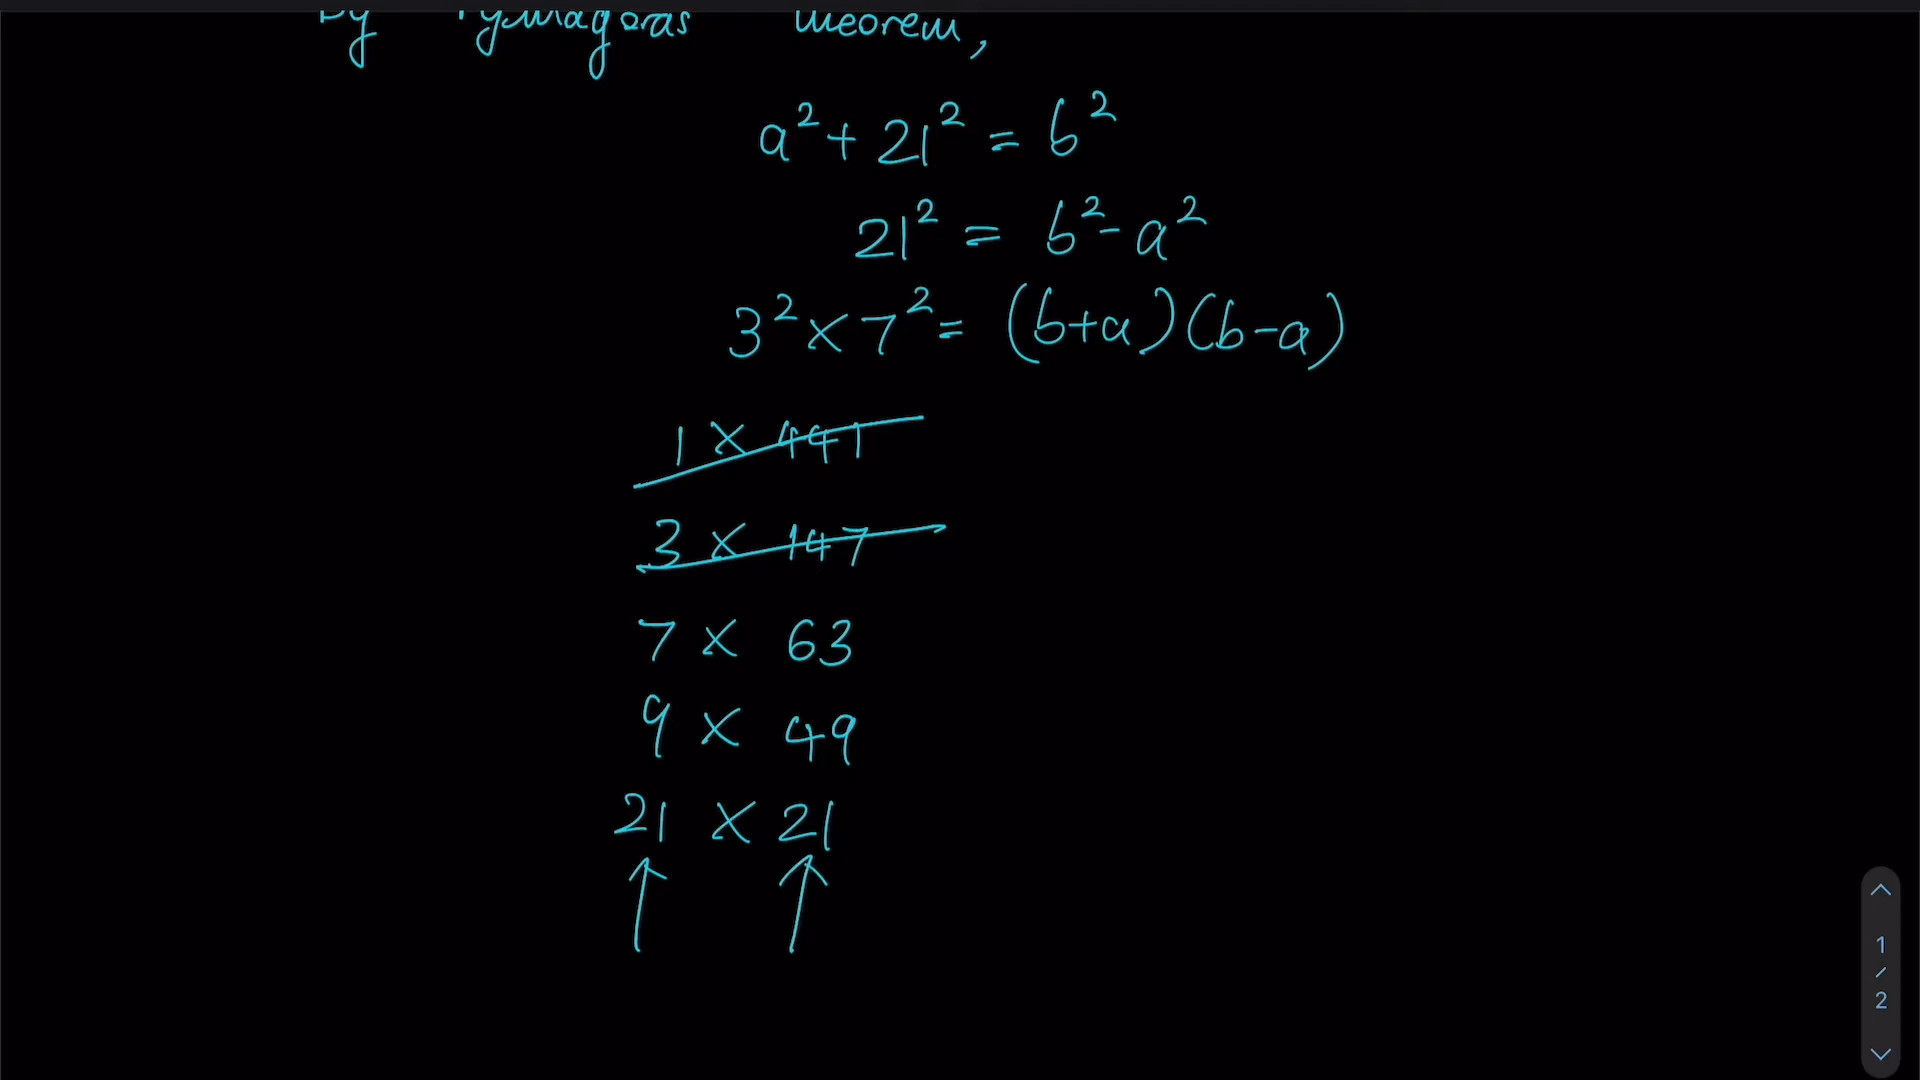 By Pythagoras theorem,
a² + 21² = b²
21² = b² - a²
3² × 7² = (b+a)(b-a)
1 × 441
3 × 147
7 × 63
9 × 49
21 × 21
1
/
2